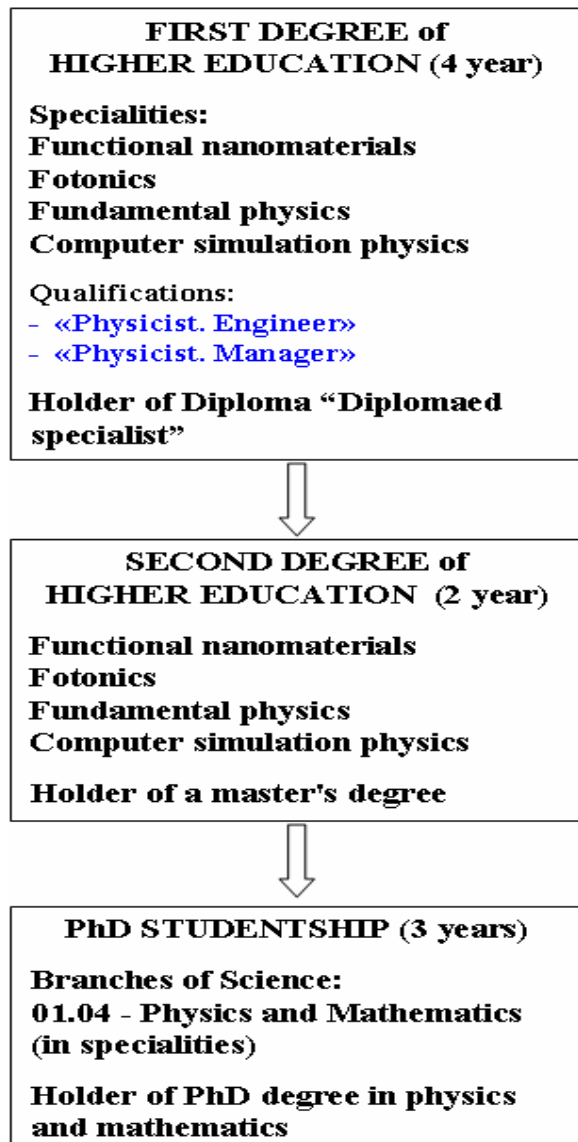 FIRST DEGREE of
HIGHER EDUCATION (4 year)
Specialities:
Functional nanomaterials
Fotonics
Fundamental physics
Computer simulation physics
Qualifications:
- «Physicist. Engineer»
- «Physicist. Manager»
Holder of Diploma “Diplomaed
specialist”
SECOND DEGREE of
HIGHER EDUCATION (2 year)
Functional nanomaterials
Fotonics
Fundamental physics
Computer simulation physics
Holder of a master's degree
PhD STUDENTSHIP (3 years)
Branches of Science:
01.04 - Physics and Mathematics
(in specialities)
Holder of PhD degree in physics
and mathematics